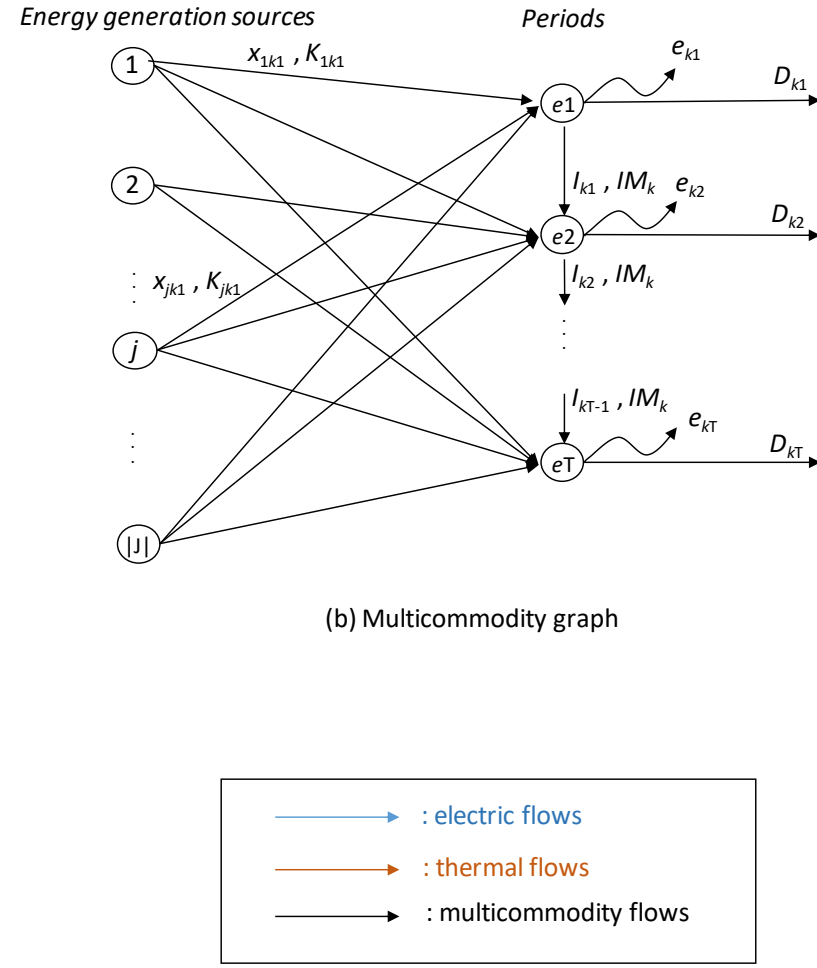 Energy generation sources
Periods
x1k1 , K1k1
ek1
Dk1
1
e1
2
Ik1 , IMk
ek2
Dk2
e2
xjk1 , Kjk1
Ik2 , IMk
j
IkT-1 , IMk
ekT
DkT
eT
|J|
(b) Multicommodity graph
: electric flows
: thermal flows
: multicommodity flows